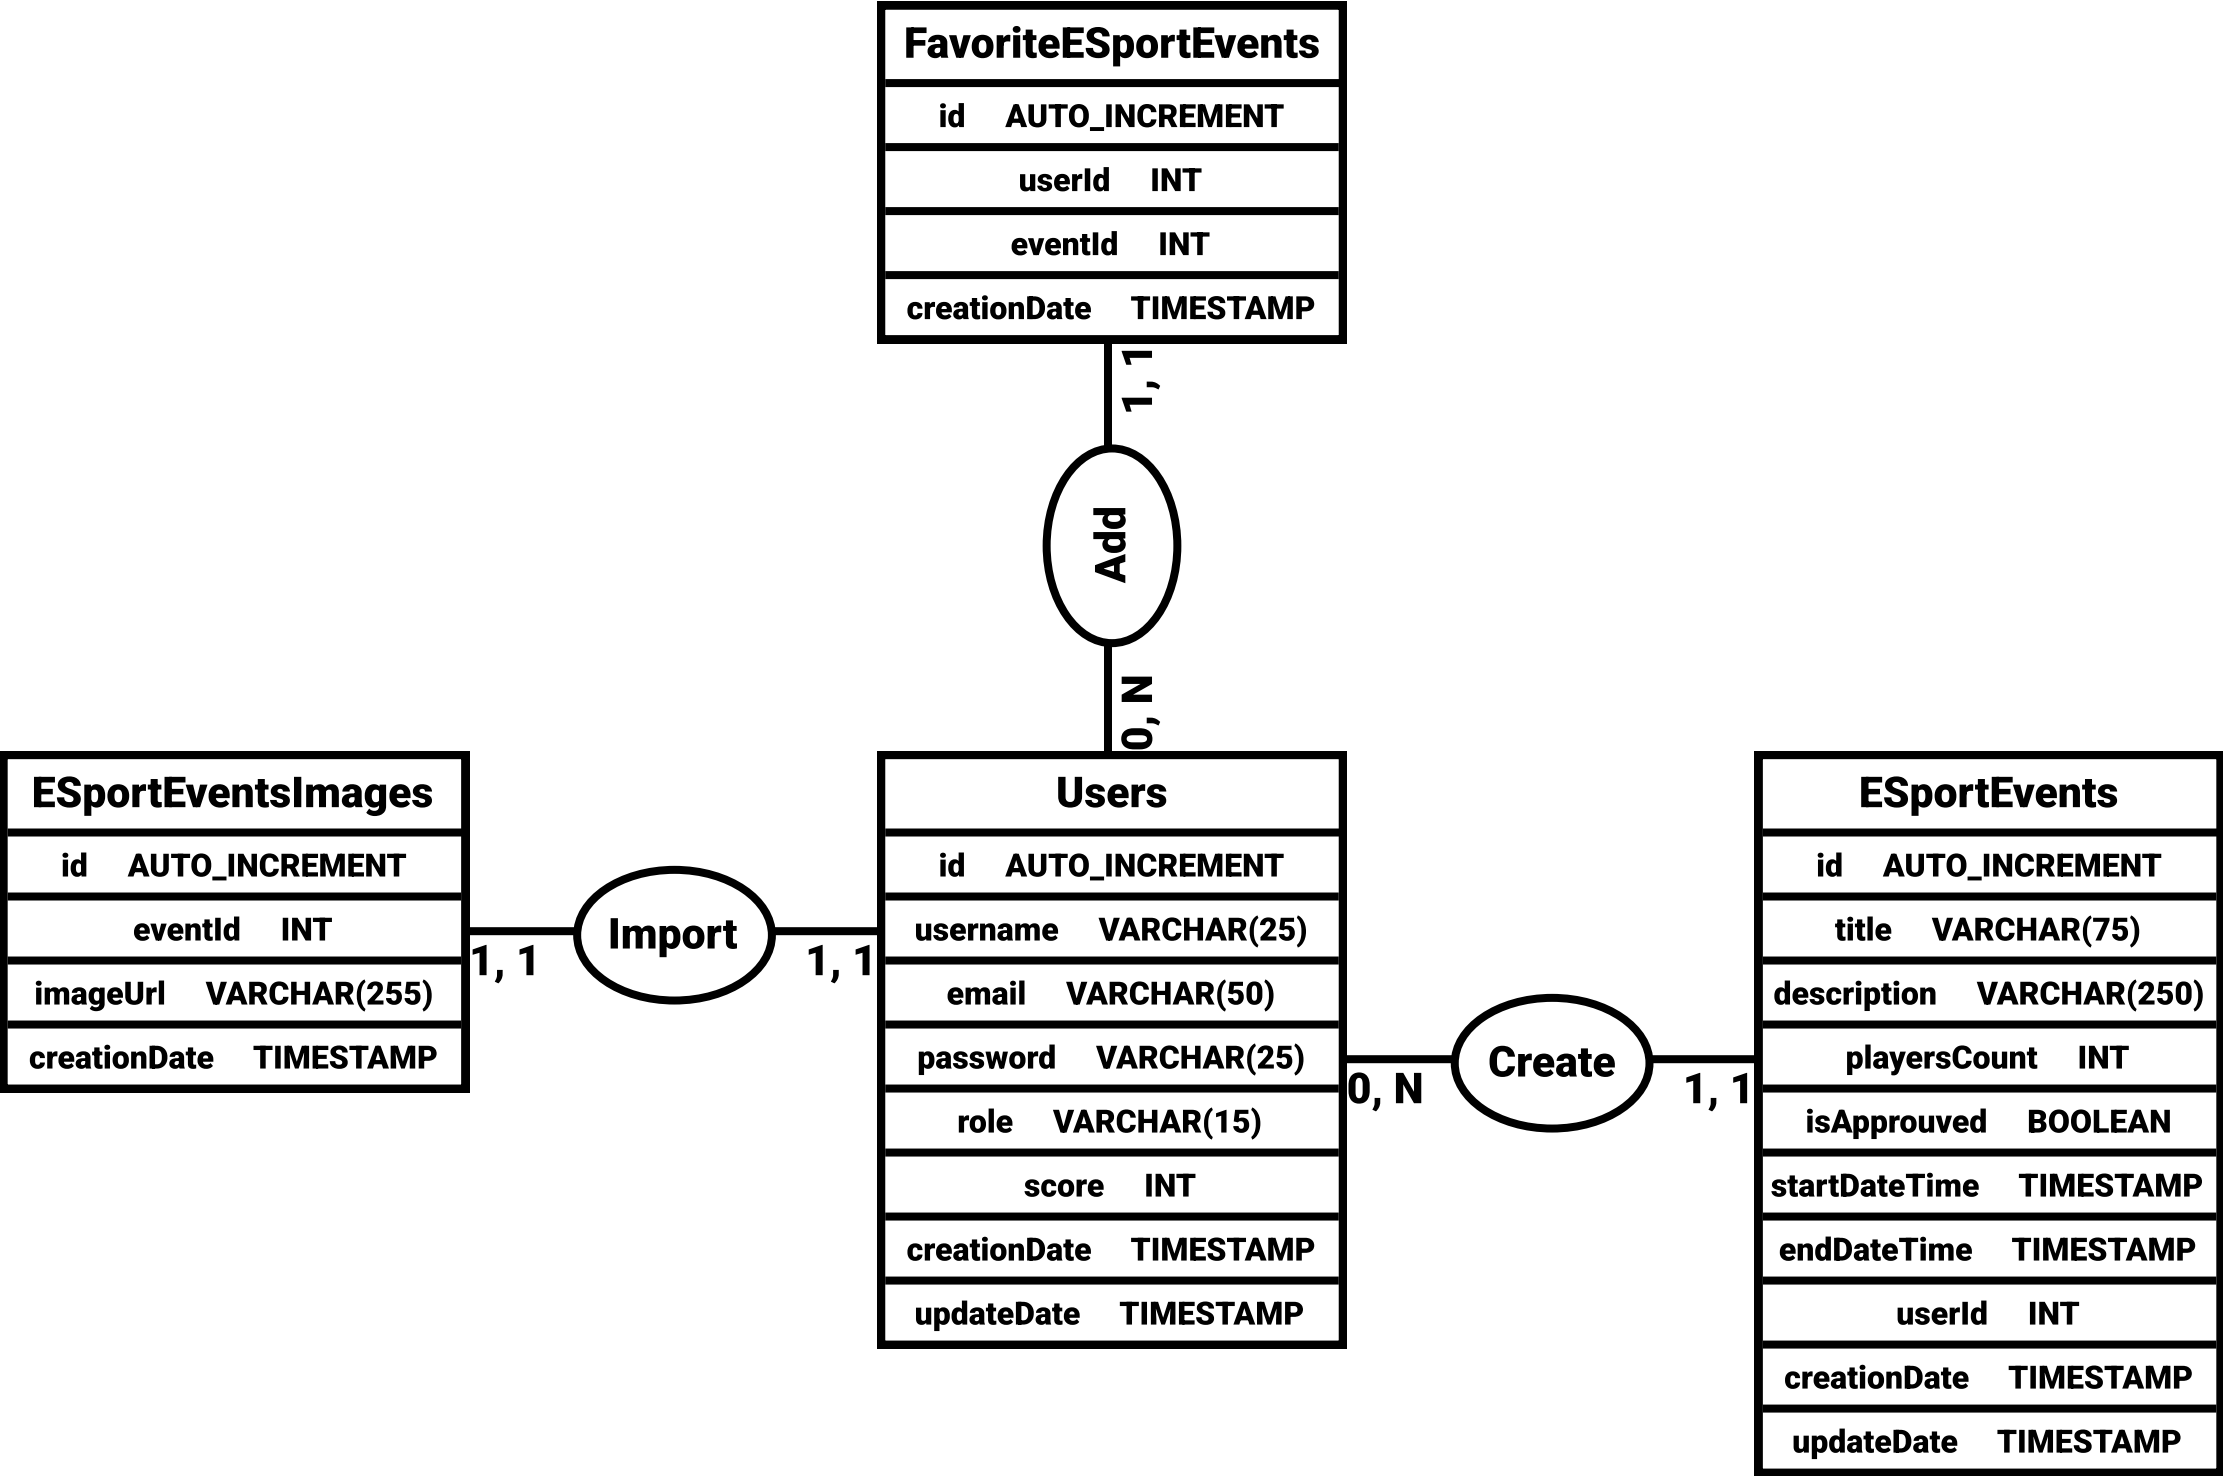 FavoriteESportEvents
id AUTO_INCREMENT
userId INT
eventId INT
creationDate TIMESTAMP
1, 1
Add
0, N
ESportEventsImages
id AUTO_INCREMENT
eventId INT
imageUrl VARCHAR(255)
creationDate TIMESTAMP
1, 1
Import
1, 1
Users
id AUTO_INCREMENT
username VARCHAR(25)
email VARCHAR(50)
password VARCHAR(25)
role VARCHAR(15)
score INT
creationDate TIMESTAMP
updateDate TIMESTAMP
0, N
Create
1, 1
ESportEvents
id AUTO_INCREMENT
title VARCHAR(75)
description VARCHAR(250)
playersCount INT
isApprouved BOOLEAN
startDateTime TIMESTAMP
endDateTime TIMESTAMP
userId INT
creationDate TIMESTAMP
updateDate TIMESTAMP